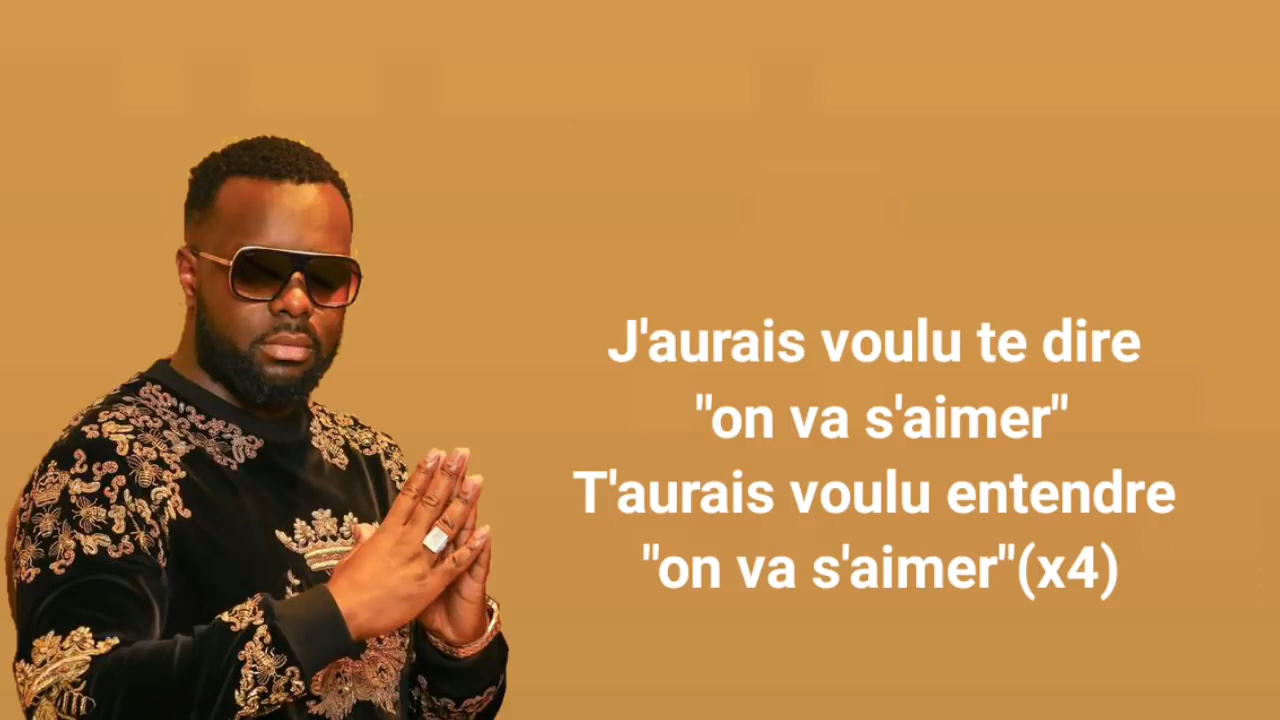 J'aurais voulu te dire
"on va s'aimer"
T'aurais voulu entendre
"on va s'aimer"(x4)